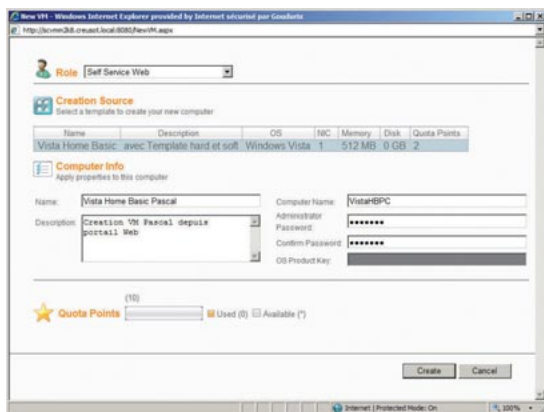 New VM - Windows Internet Explorer provided by Internet sécurisé par Goudurix
http://scvmm2k8.creusot.local:8080/NewVM.aspx
Role Self Service Web
Creation Source
Select a template to create your new computer
Name Description OS NIC Memory Disk Quota Points
Vista Home Basic avec Template hard et soft Windows Vista 1 512 MB 0 GB 2
Computer Info
Apply properties to this computer
Name: Vista Home Basic Pascal Computer Name: VistaHBPC
Description: Creation VM Pascal depuis portail Web
Administrator Password: •••••••
Confirm Password: •••••••
OS Product Key:
(10)
Quota Points Used (0) Available (*)
Create Cancel
Internet | Protected Mode: On 100%